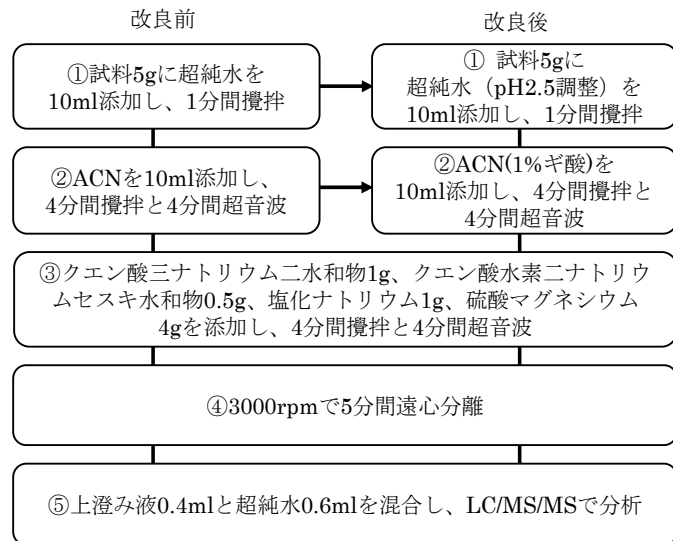 改良前
改良後
①試料5gに超純水を
10ml添加し、1分間攪拌
① 試料5gに
超純水（pH2.5調整）を
10ml添加し、1分間攪拌
②ACNを10ml添加し、
4分間攪拌と4分間超音波
②ACN(1%ギ酸)を
10ml添加し、4分間攪拌と
4分間超音波
③クエン酸三ナトリウム二水和物1g、クエン酸水素二ナトリウ
ムセスキ水和物0.5g、塩化ナトリウム1g、硫酸マグネシウム
4gを添加し、4分間攪拌と4分間超音波
④3000rpmで5分間遠心分離
⑤上澄み液0.4mlと超純水0.6mlを混合し、LC/MS/MSで分析